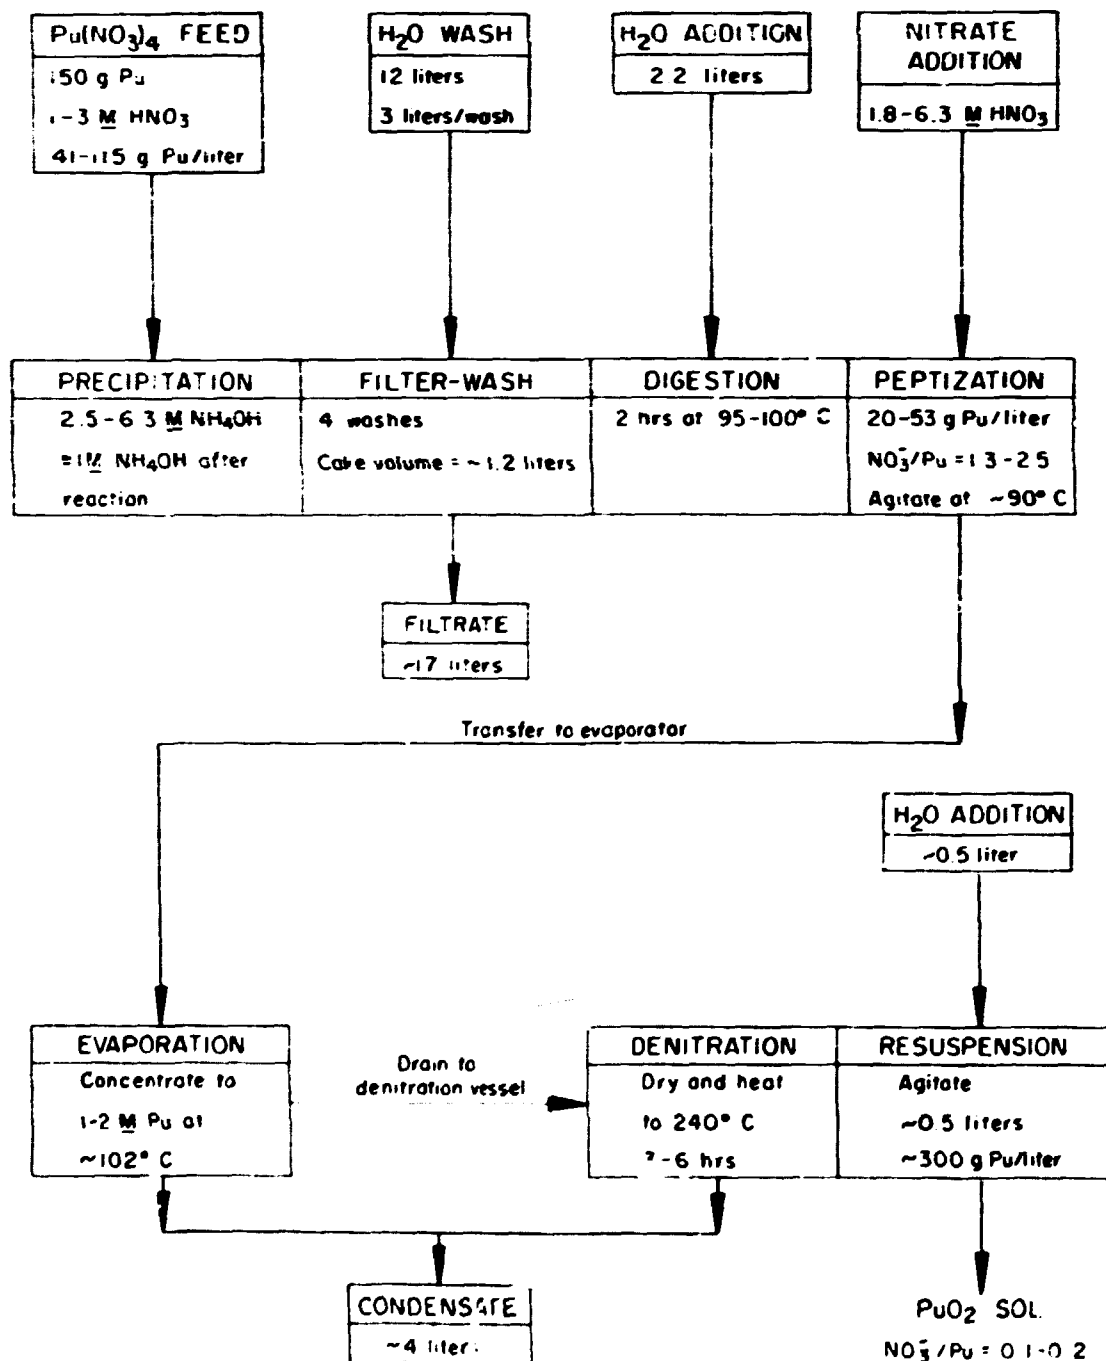 Pu(NO3)4 FEED
150 g Pu
1-3 M HNO3
41-115 g Pu/liter
H2O WASH
12 liters
3 liters/wash
H2O ADDITION
2.2 liters
NITRATE
ADDITION
1.8-6.3 M HNO3
PRECIPITATION
2.5-6.3 M NH4OH
=1M NH4OH after
reaction
FILTER-WASH
4 washes
Cake volume = ~1.2 liters
DIGESTION
2 hrs at 95-100° C
PEPTIZATION
20-53 g Pu/liter
NO3-/Pu = 1.3-2.5
Agitate at ~90° C
FILTRATE
~17 liters
Transfer to evaporator
H2O ADDITION
~0.5 liter
EVAPORATION
Concentrate to
1-2 M Pu at
~102° C
Drain to
denitration vessel
DENITRATION
Dry and heat
to 240° C
-6 hrs
RESUSPENSION
Agitate
~0.5 liters
~300 g Pu/liter
CONDENSATE
~4 liters
PuO2 SOL
NO3-/Pu = 0.1-0.2